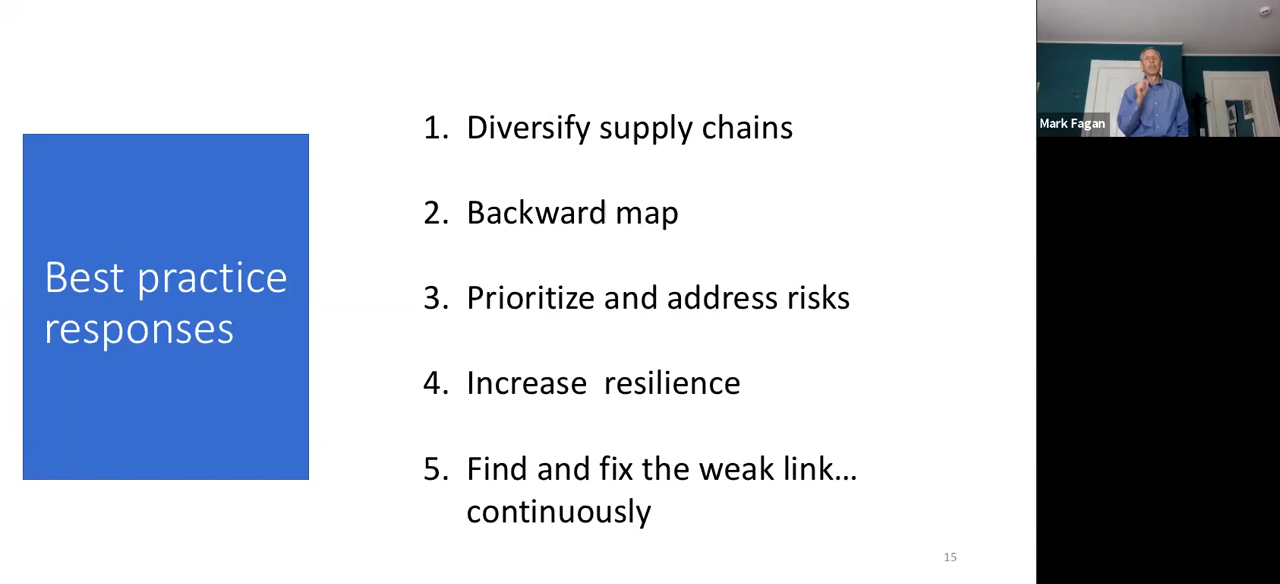 Best practice
responses
1. Diversify supply chains
2. Backward map
3. Prioritize and address risks
4. Increase  resilience
5. Find and fix the weak link…
continuously
15
Mark Fagan